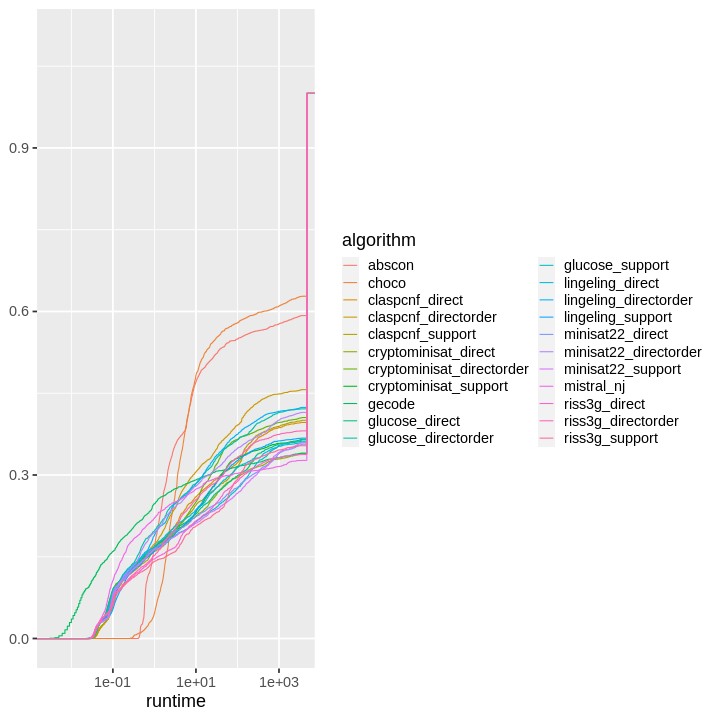 0.9
0.6
0.3
0.0
1e-01
1e+01
1e+03
runtime
algorithm
abscon
choco
claspcnf_direct
claspcnf_directorder
claspcnf_support
cryptominisat_direct
cryptominisat_directorder
cryptominisat_support
gecode
glucose_direct
glucose_directorder
glucose_support
lingeling_direct
lingeling_directorder
lingeling_support
minisat22_direct
minisat22_directorder
minisat22_support
mistral_nj
riss3g_direct
riss3g_directorder
riss3g_support